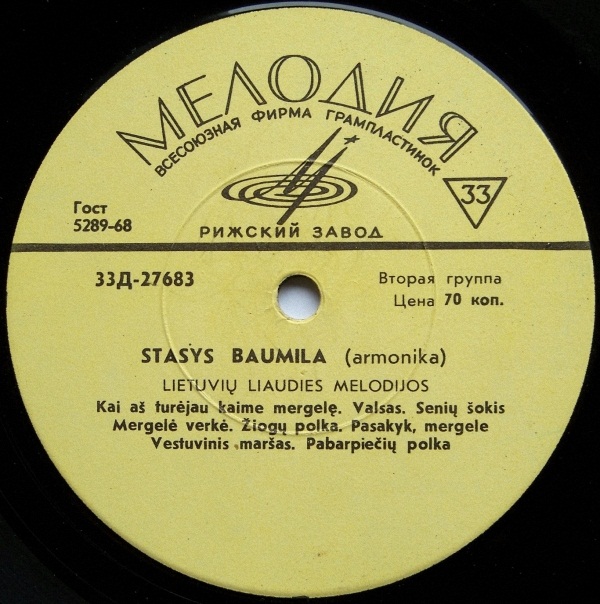 МЕЛОДИЯ
ВСЕСОЮЗНАЯ ФИРМА ГРАМПЛАСТИНОК
33
Гост
5289-68
РИЖСКИЙ ЗАВОД
33Д-27683
Вторая группа
Цена 70 коп.
STASYS BAUMILA (armonika)
LIETUVIŲ LIAUDIES MELODIJOS
Kai aš turėjau kaime mergelę. Valsas. Senių šokis
Mergelė verkė. Žiogų polka. Pasakyk, mergele
Vestuvinis maršas. Pabarpiečių polka